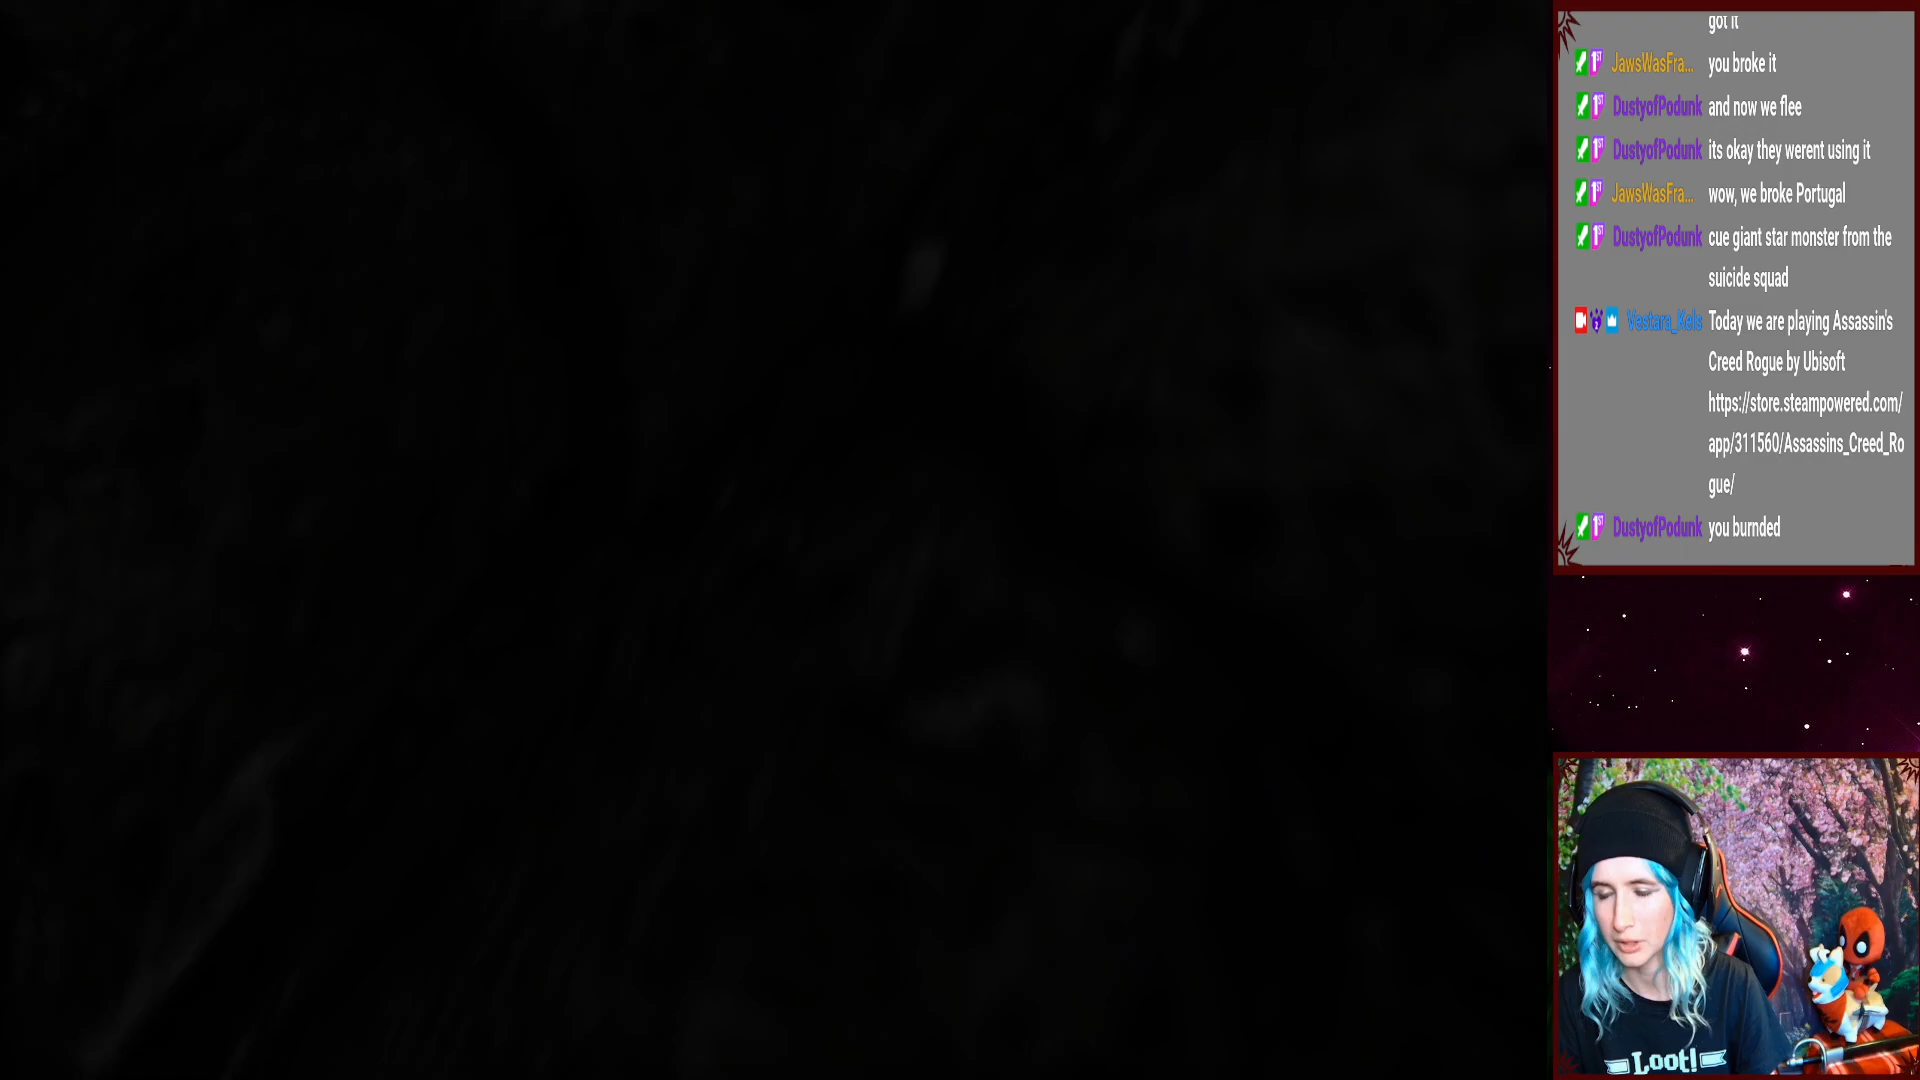 got it
JawsWasFra... you broke it
DustyofPodunk and now we flee
DustyofPodunk its okay they werent using it
JawsWasFra... wow, we broke Portugal
DustyofPodunk cue giant star monster from the
suicide squad
Vestara_Kels Today we are playing Assassin's
Creed Rogue by Ubisoft
https://store.steampowered.com/
app/311560/Assassins_Creed_Ro
gue/
DustyofPodunk you burnded
Loot!